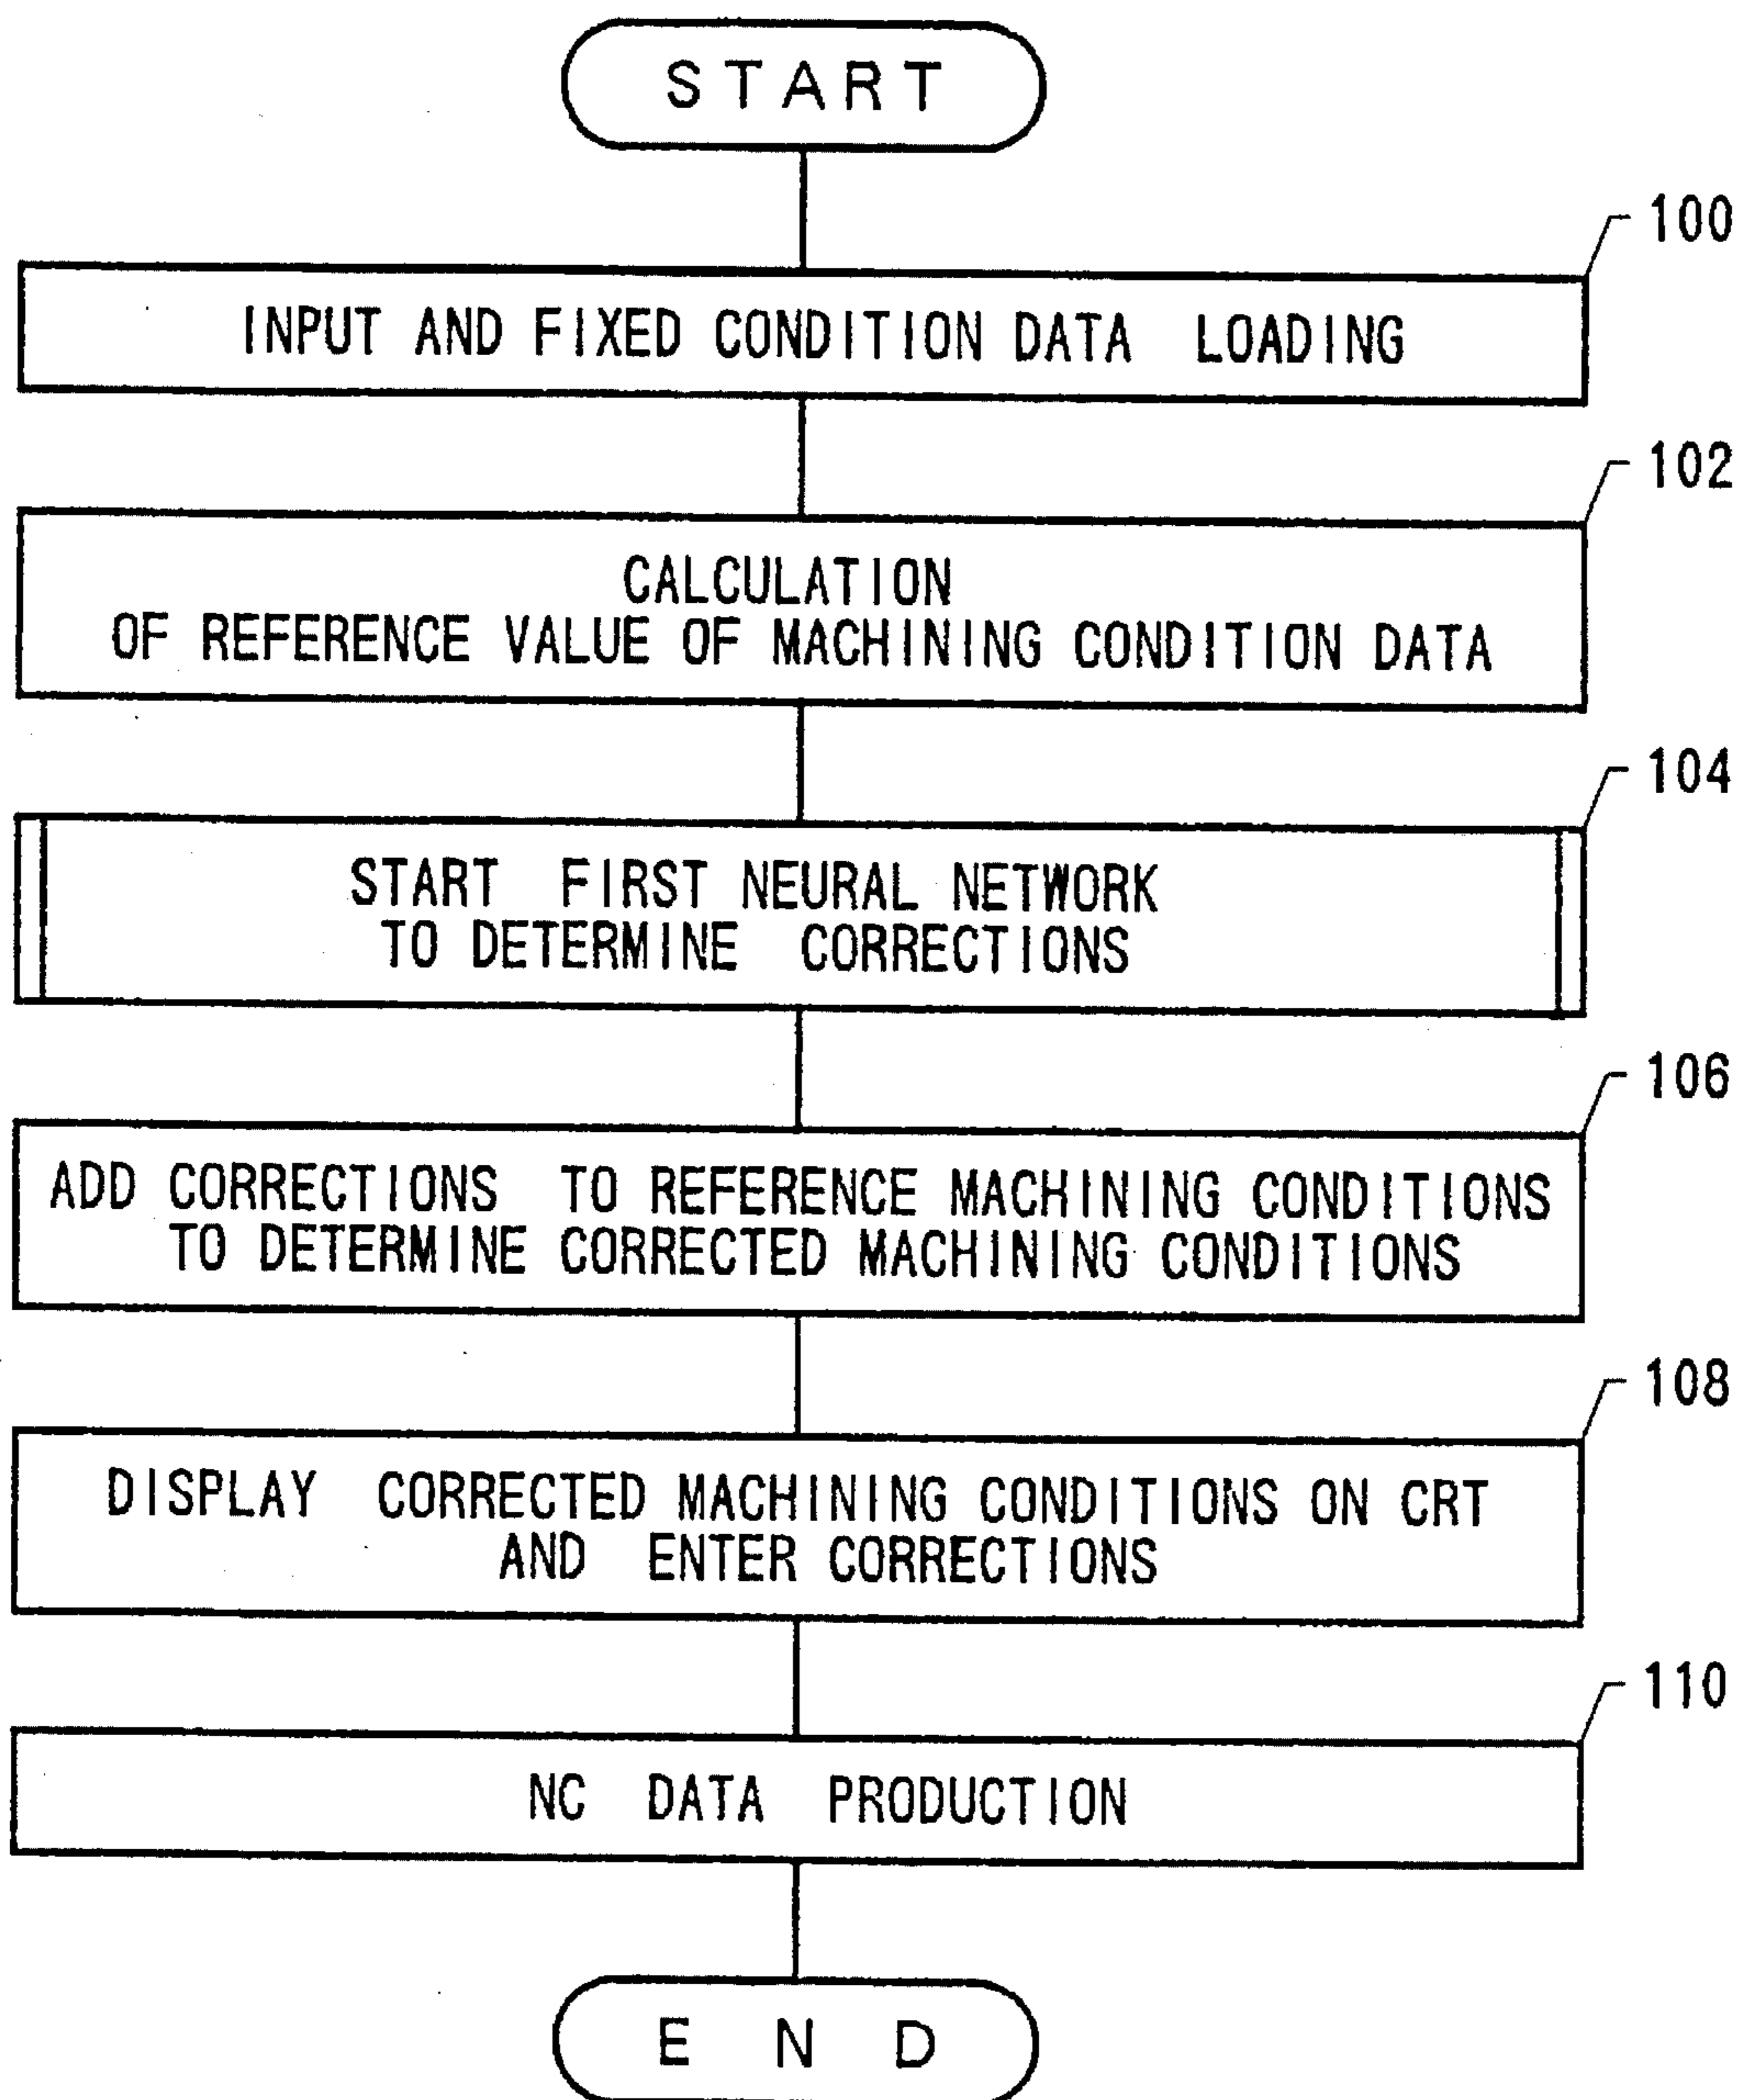 START
100
INPUT AND FIXED CONDITION DATA LOADING
102
CALCULATION
OF REFERENCE VALUE OF MACHINING CONDITION DATA
104
START FIRST NEURAL NETWORK
TO DETERMINE CORRECTIONS
106
ADD CORRECTIONS TO REFERENCE MACHINING CONDITIONS
TO DETERMINE CORRECTED MACHINING CONDITIONS
108
DISPLAY CORRECTED MACHINING CONDITIONS ON CRT
AND ENTER CORRECTIONS
110
NC DATA PRODUCTION
END